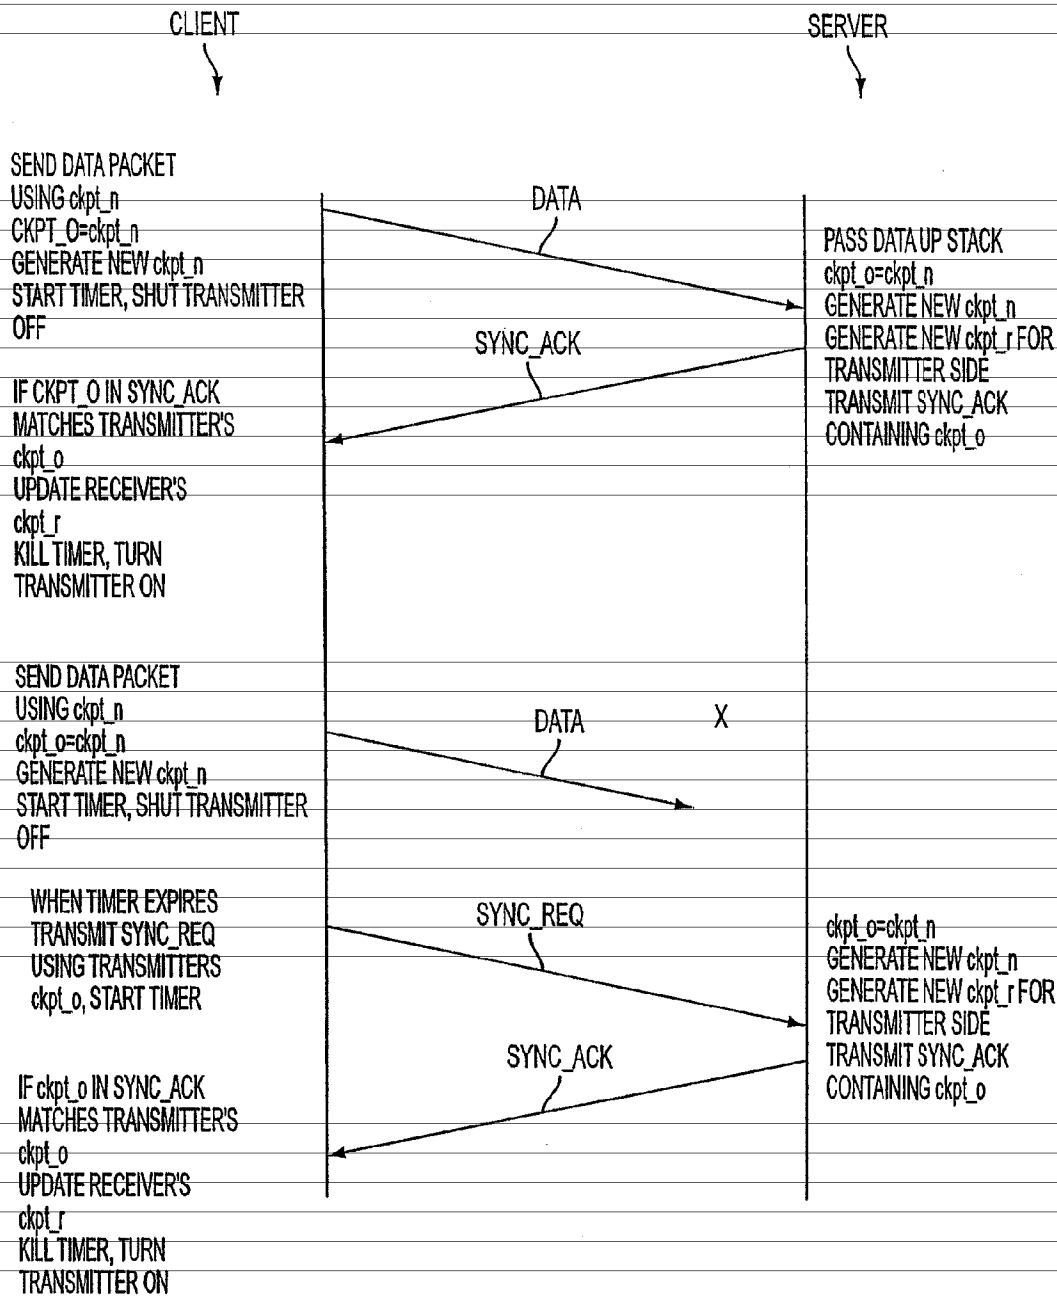 CLIENT
SERVER
SEND DATA PACKET
USING ckpt_n
CKPT_O=ckpt_n
GENERATE NEW ckpt_n
START TIMER, SHUT TRANSMITTER
OFF
DATA
PASS DATA UP STACK
ckpt_o=ckpt_n
GENERATE NEW ckpt_n
GENERATE NEW ckpt_r FOR
TRANSMITTER SIDE
TRANSMIT SYNC_ACK
CONTAINING ckpt_o
SYNC_ACK
IF CKPT_O IN SYNC_ACK
MATCHES TRANSMITTER'S
ckpt_o
UPDATE RECEIVER'S
ckpt_r
KILL TIMER, TURN
TRANSMITTER ON
SEND DATA PACKET
USING ckpt_n
ckpt_o=ckpt_n
GENERATE NEW ckpt_n
START TIMER, SHUT TRANSMITTER
OFF
DATA
X
WHEN TIMER EXPIRES
TRANSMIT SYNC_REQ
USING TRANSMITTERS
ckpt_o, START TIMER
SYNC_REQ
ckpt_o=ckpt_n
GENERATE NEW ckpt_n
GENERATE NEW ckpt_r FOR
TRANSMITTER SIDE
TRANSMIT SYNC_ACK
CONTAINING ckpt_o
SYNC_ACK
IF ckpt_o IN SYNC_ACK
MATCHES TRANSMITTER'S
ckpt_o
UPDATE RECEIVER'S
ckpt_r
KILL TIMER, TURN
TRANSMITTER ON